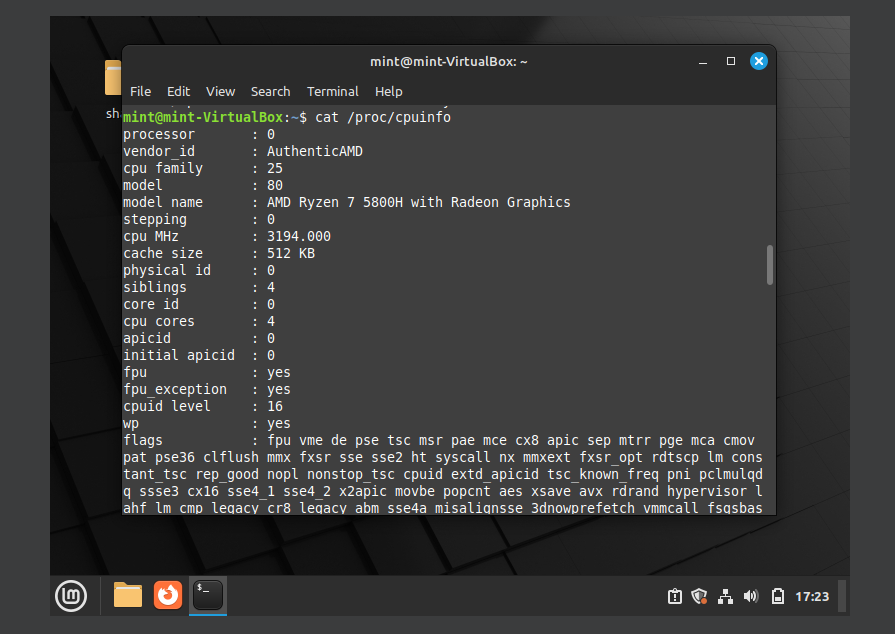 mint@mint-VirtualBox: ~
File Edit View Search Terminal Help
sh
mint@mint-VirtualBox:~$ cat /proc/cpuinfo
processor : 0
vendor_id : AuthenticAMD
cpu family : 25
model : 80
model name : AMD Ryzen 7 5800H with Radeon Graphics
stepping : 0
cpu MHz : 3194.000
cache size : 512 KB
physical id : 0
siblings : 4
core id : 0
cpu cores : 4
apicid : 0
initial apicid : 0
fpu : yes
fpu_exception : yes
cpuid level : 16
wp : yes
flags : fpu vme de pse tsc msr pae mce cx8 apic sep mtrr pge mca cmov
pat pse36 clflush mmx fxsr sse sse2 ht syscall nx mmxext fxsr_opt rdtscp lm cons
tant_tsc rep_good nopl nonstop_tsc cpuid extd_apicid tsc_known_freq pni pclmulqd
q ssse3 cx16 sse4_1 sse4_2 x2apic movbe popcnt aes xsave avx rdrand hypervisor l
ahf_lm cmp_legacy cr8_legacy abm sse4a misalignsse 3dnowprefetch vmmcall fsgsbas
$_
17:23